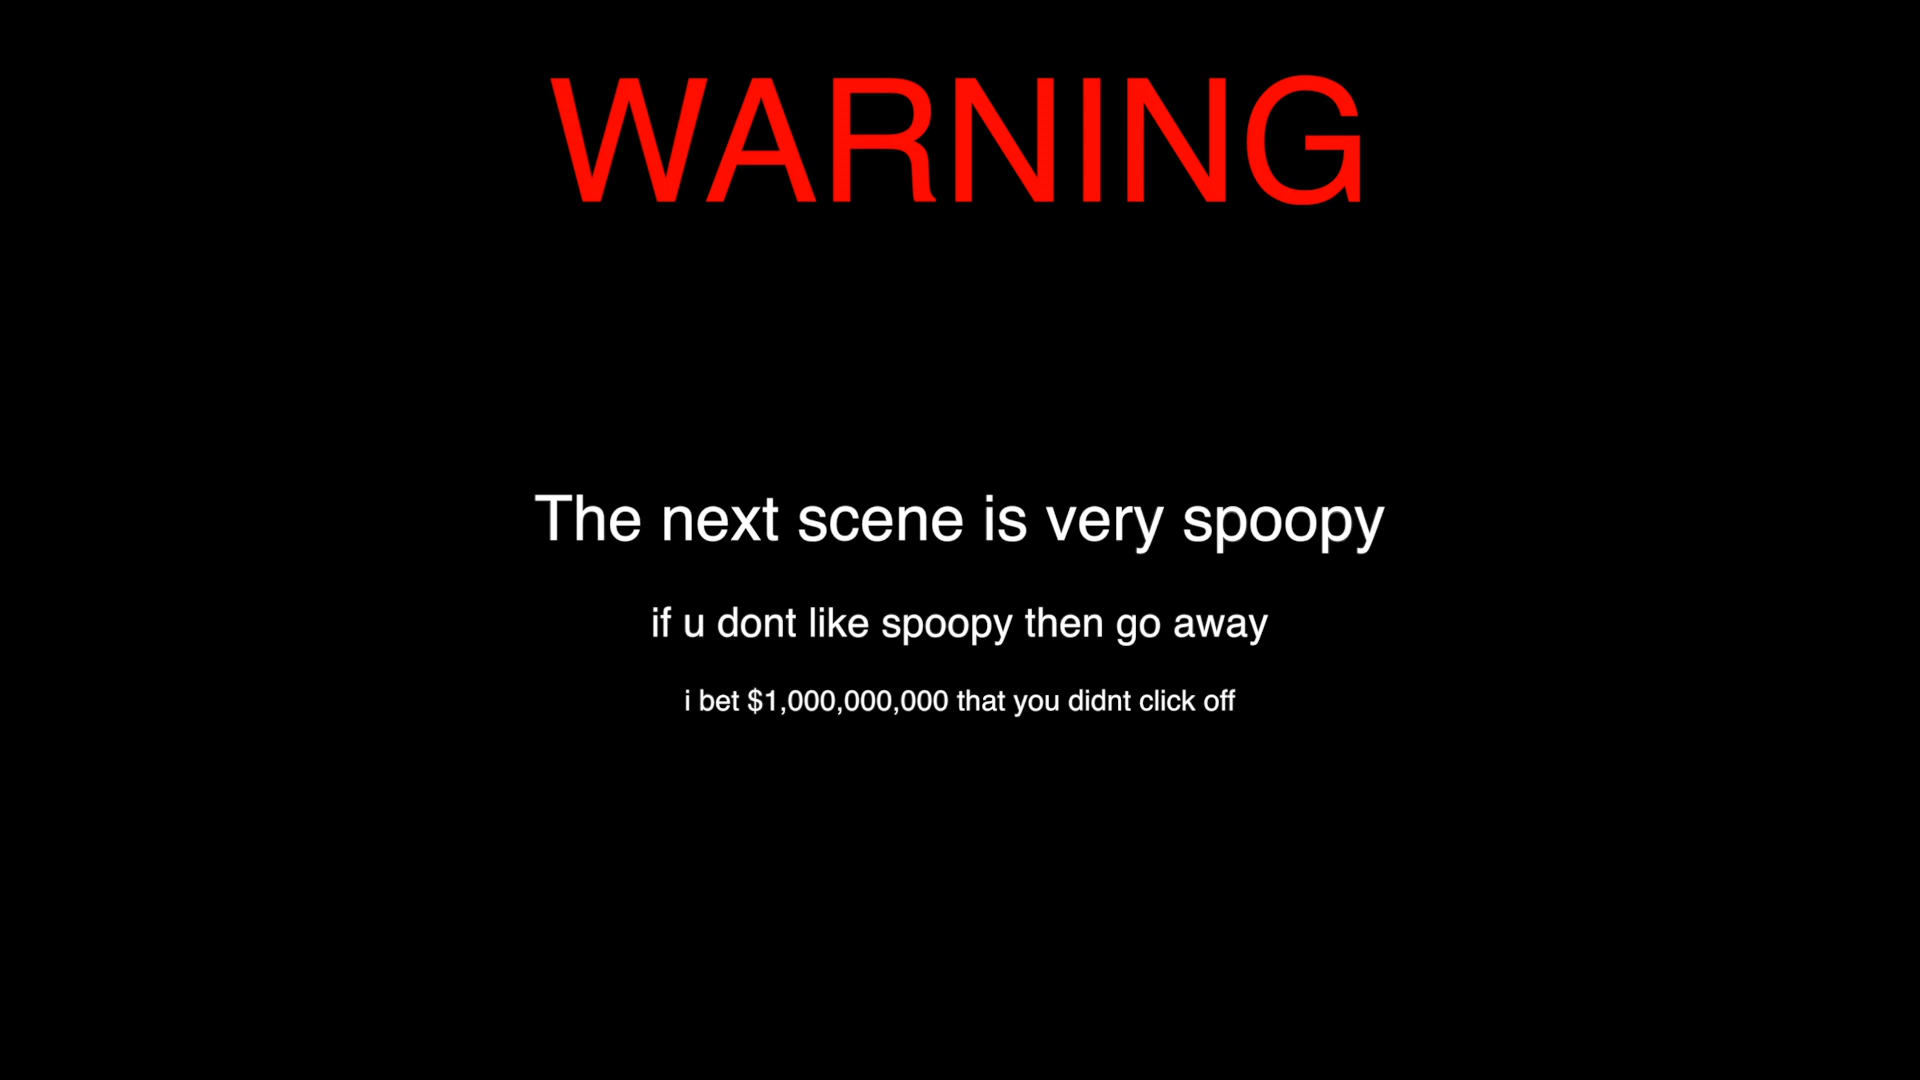 WARNING
The next scene is very spoopy
if u dont like spoopy then go away
i bet $1,000,000,000 that you didnt click off